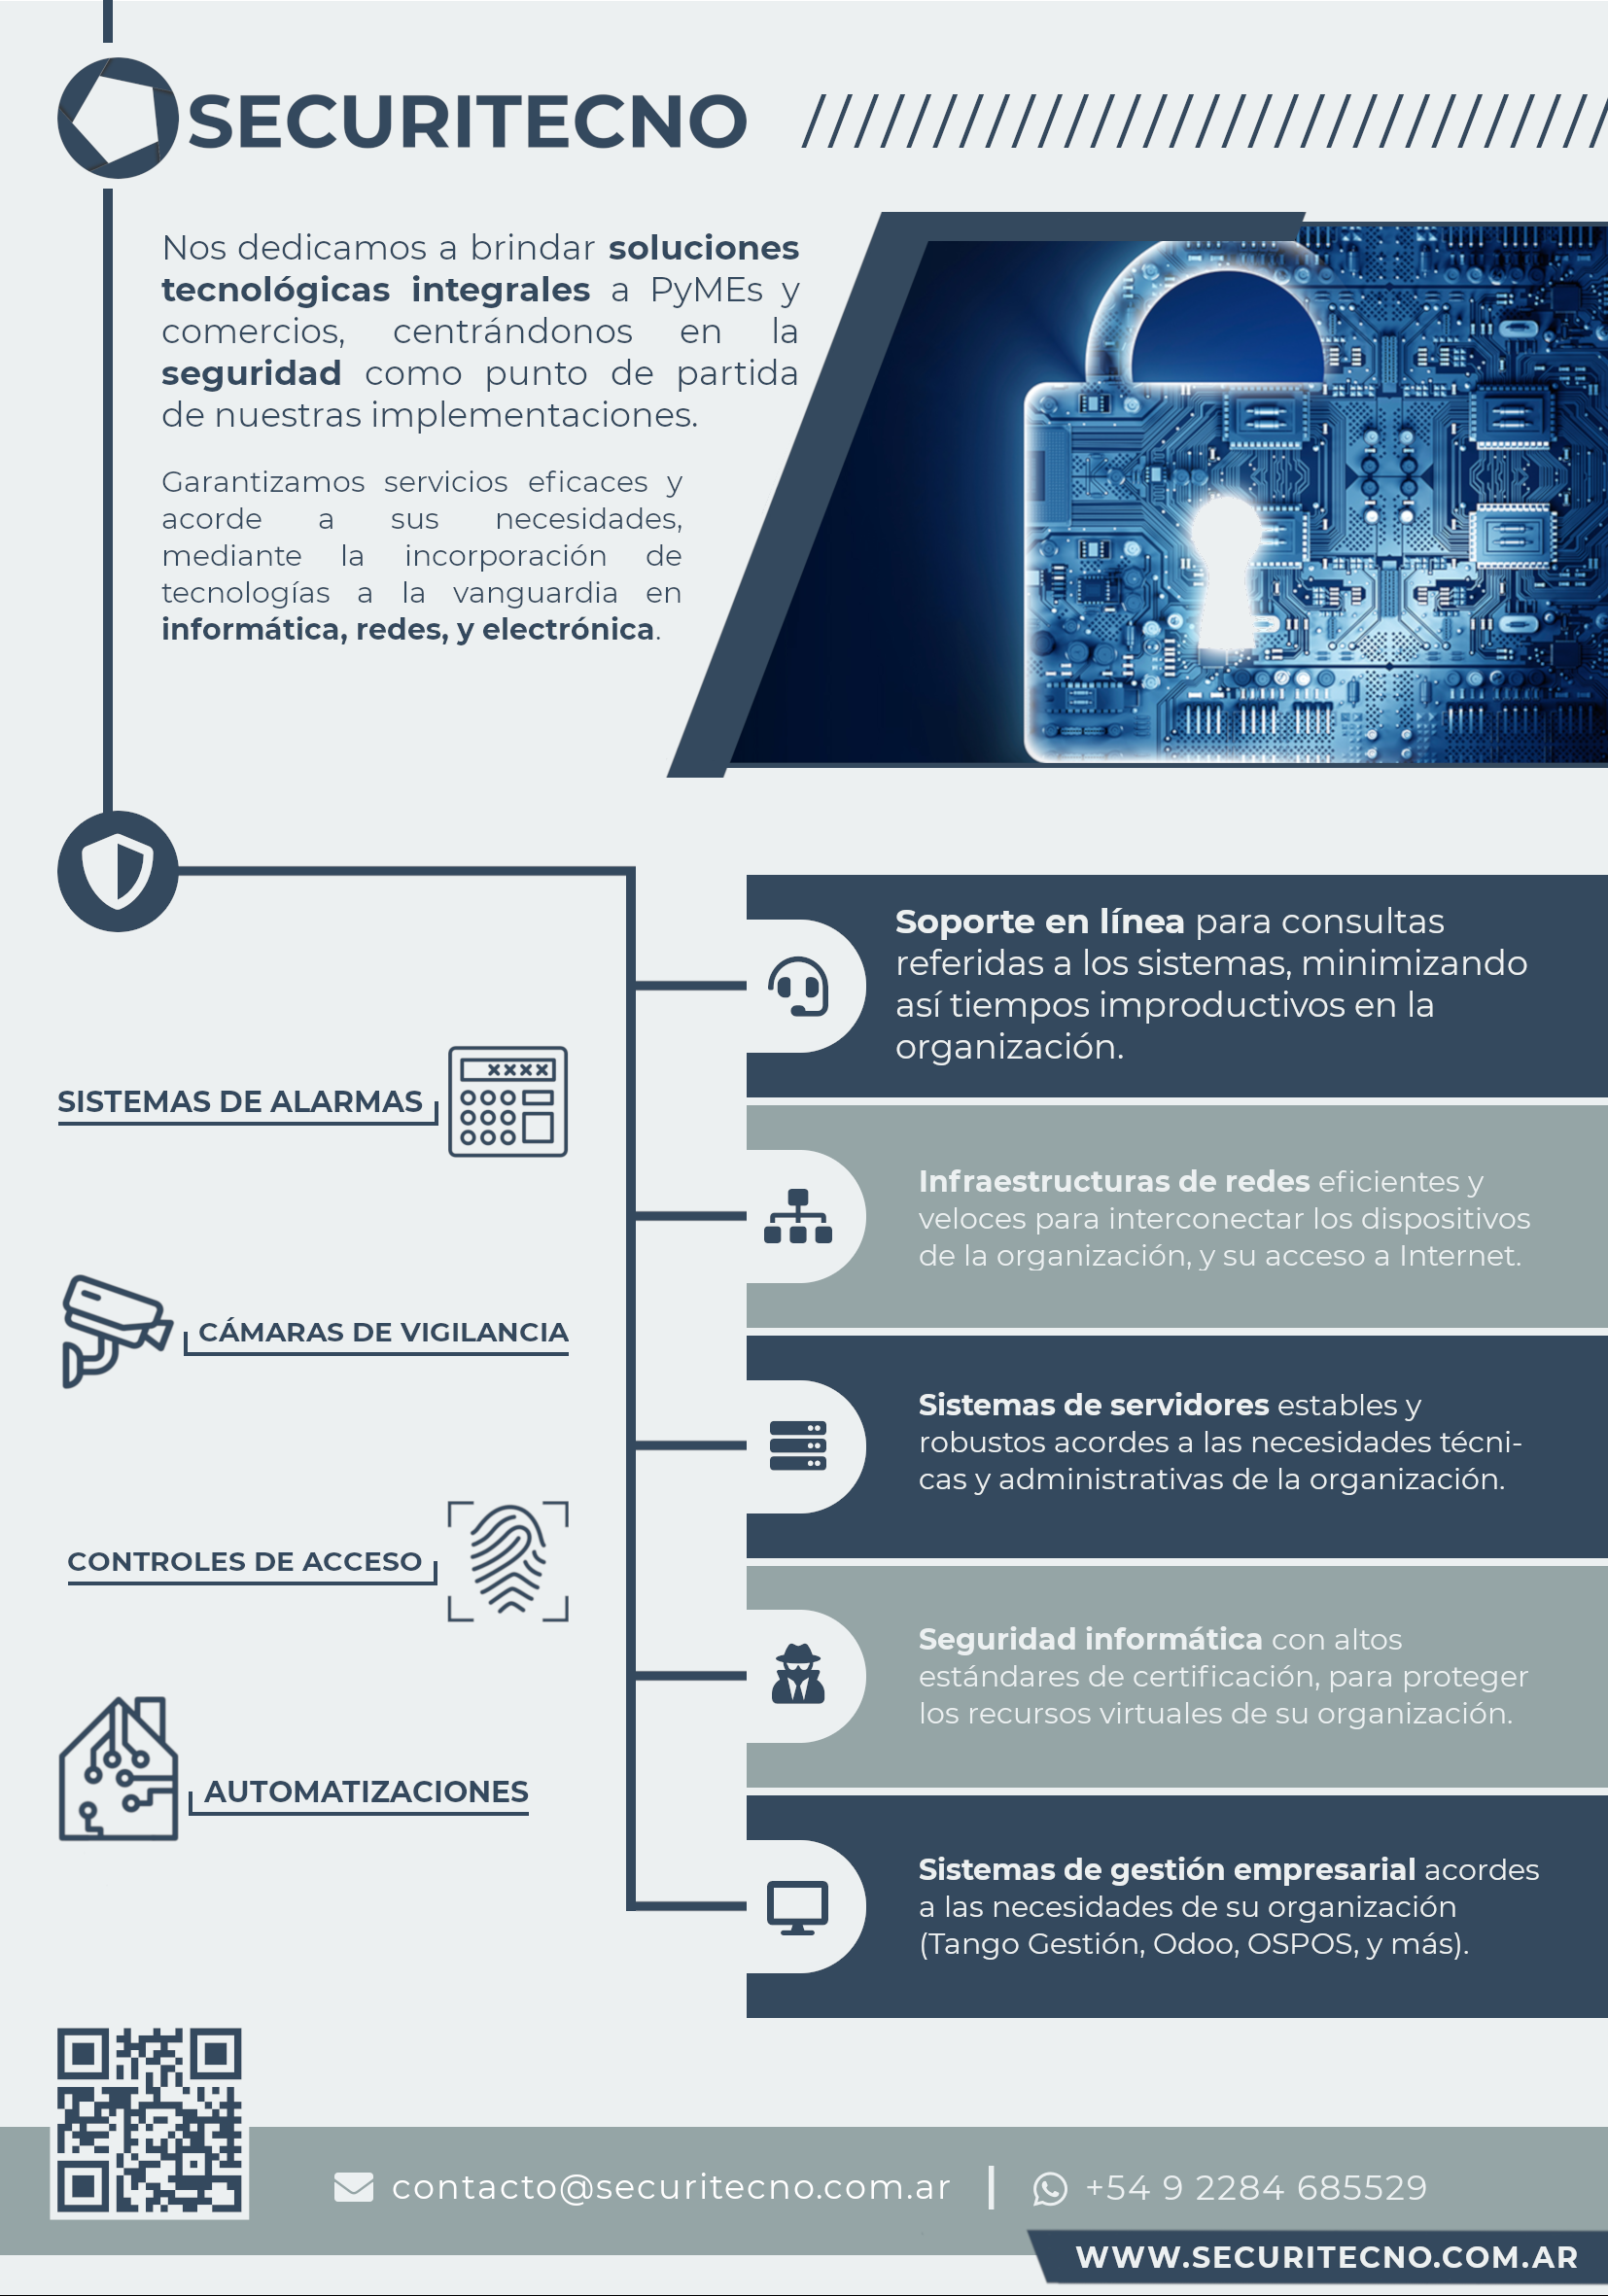 SECURITECNO
Nos dedicamos a brindar soluciones
tecnológicas integrales a PyMEs y
comercios, centrándonos en la
seguridad como punto de partida
de nuestras implementaciones.
Garantizamos servicios eficaces y
acorde a sus necesidades,
mediante la incorporación de
tecnologías a la vanguardia en
informática, redes, y electrónica.
SISTEMAS DE ALARMAS
xxxx
CÁMARAS DE VIGILANCIA
CONTROLES DE ACCESO
AUTOMATIZACIONES
Soporte en línea para consultas
referidas a los sistemas, minimizando
así tiempos improductivos en la
organización.
Infraestructuras de redes eficientes y
veloces para interconectar los dispositivos
de la organización, y su acceso a Internet.
Sistemas de servidores estables y
robustos acordes a las necesidades técni-
cas y administrativas de la organización.
Seguridad informática con altos
estándares de certificación, para proteger
los recursos virtuales de su organización.
Sistemas de gestión empresarial acordes
a las necesidades de su organización
(Tango Gestión, Odoo, OSPOS, y más).
contacto@securitecno.com.ar | +54 9 2284 685529
WWW.SECURITECNO.COM.AR